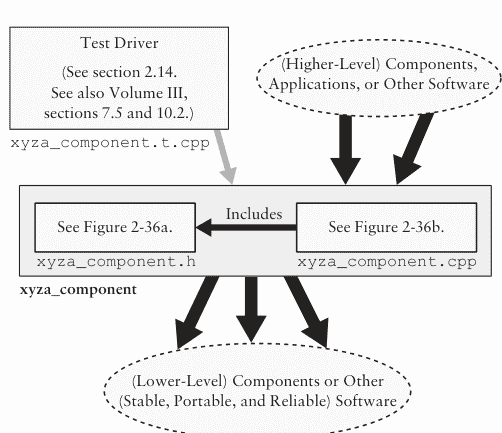 Test Driver
(See section 2.14.
See also Volume III,
sections 7.5 and 10.2.)
xyza_component.t.cpp
(Higher-Level) Components,
Applications, or Other Software
Includes
See Figure 2-36a.
See Figure 2-36b.
xyza_component.h
xyza_component.cpp
xyza_component
(Lower-Level) Components or Other
(Stable, Portable, and Reliable) Software